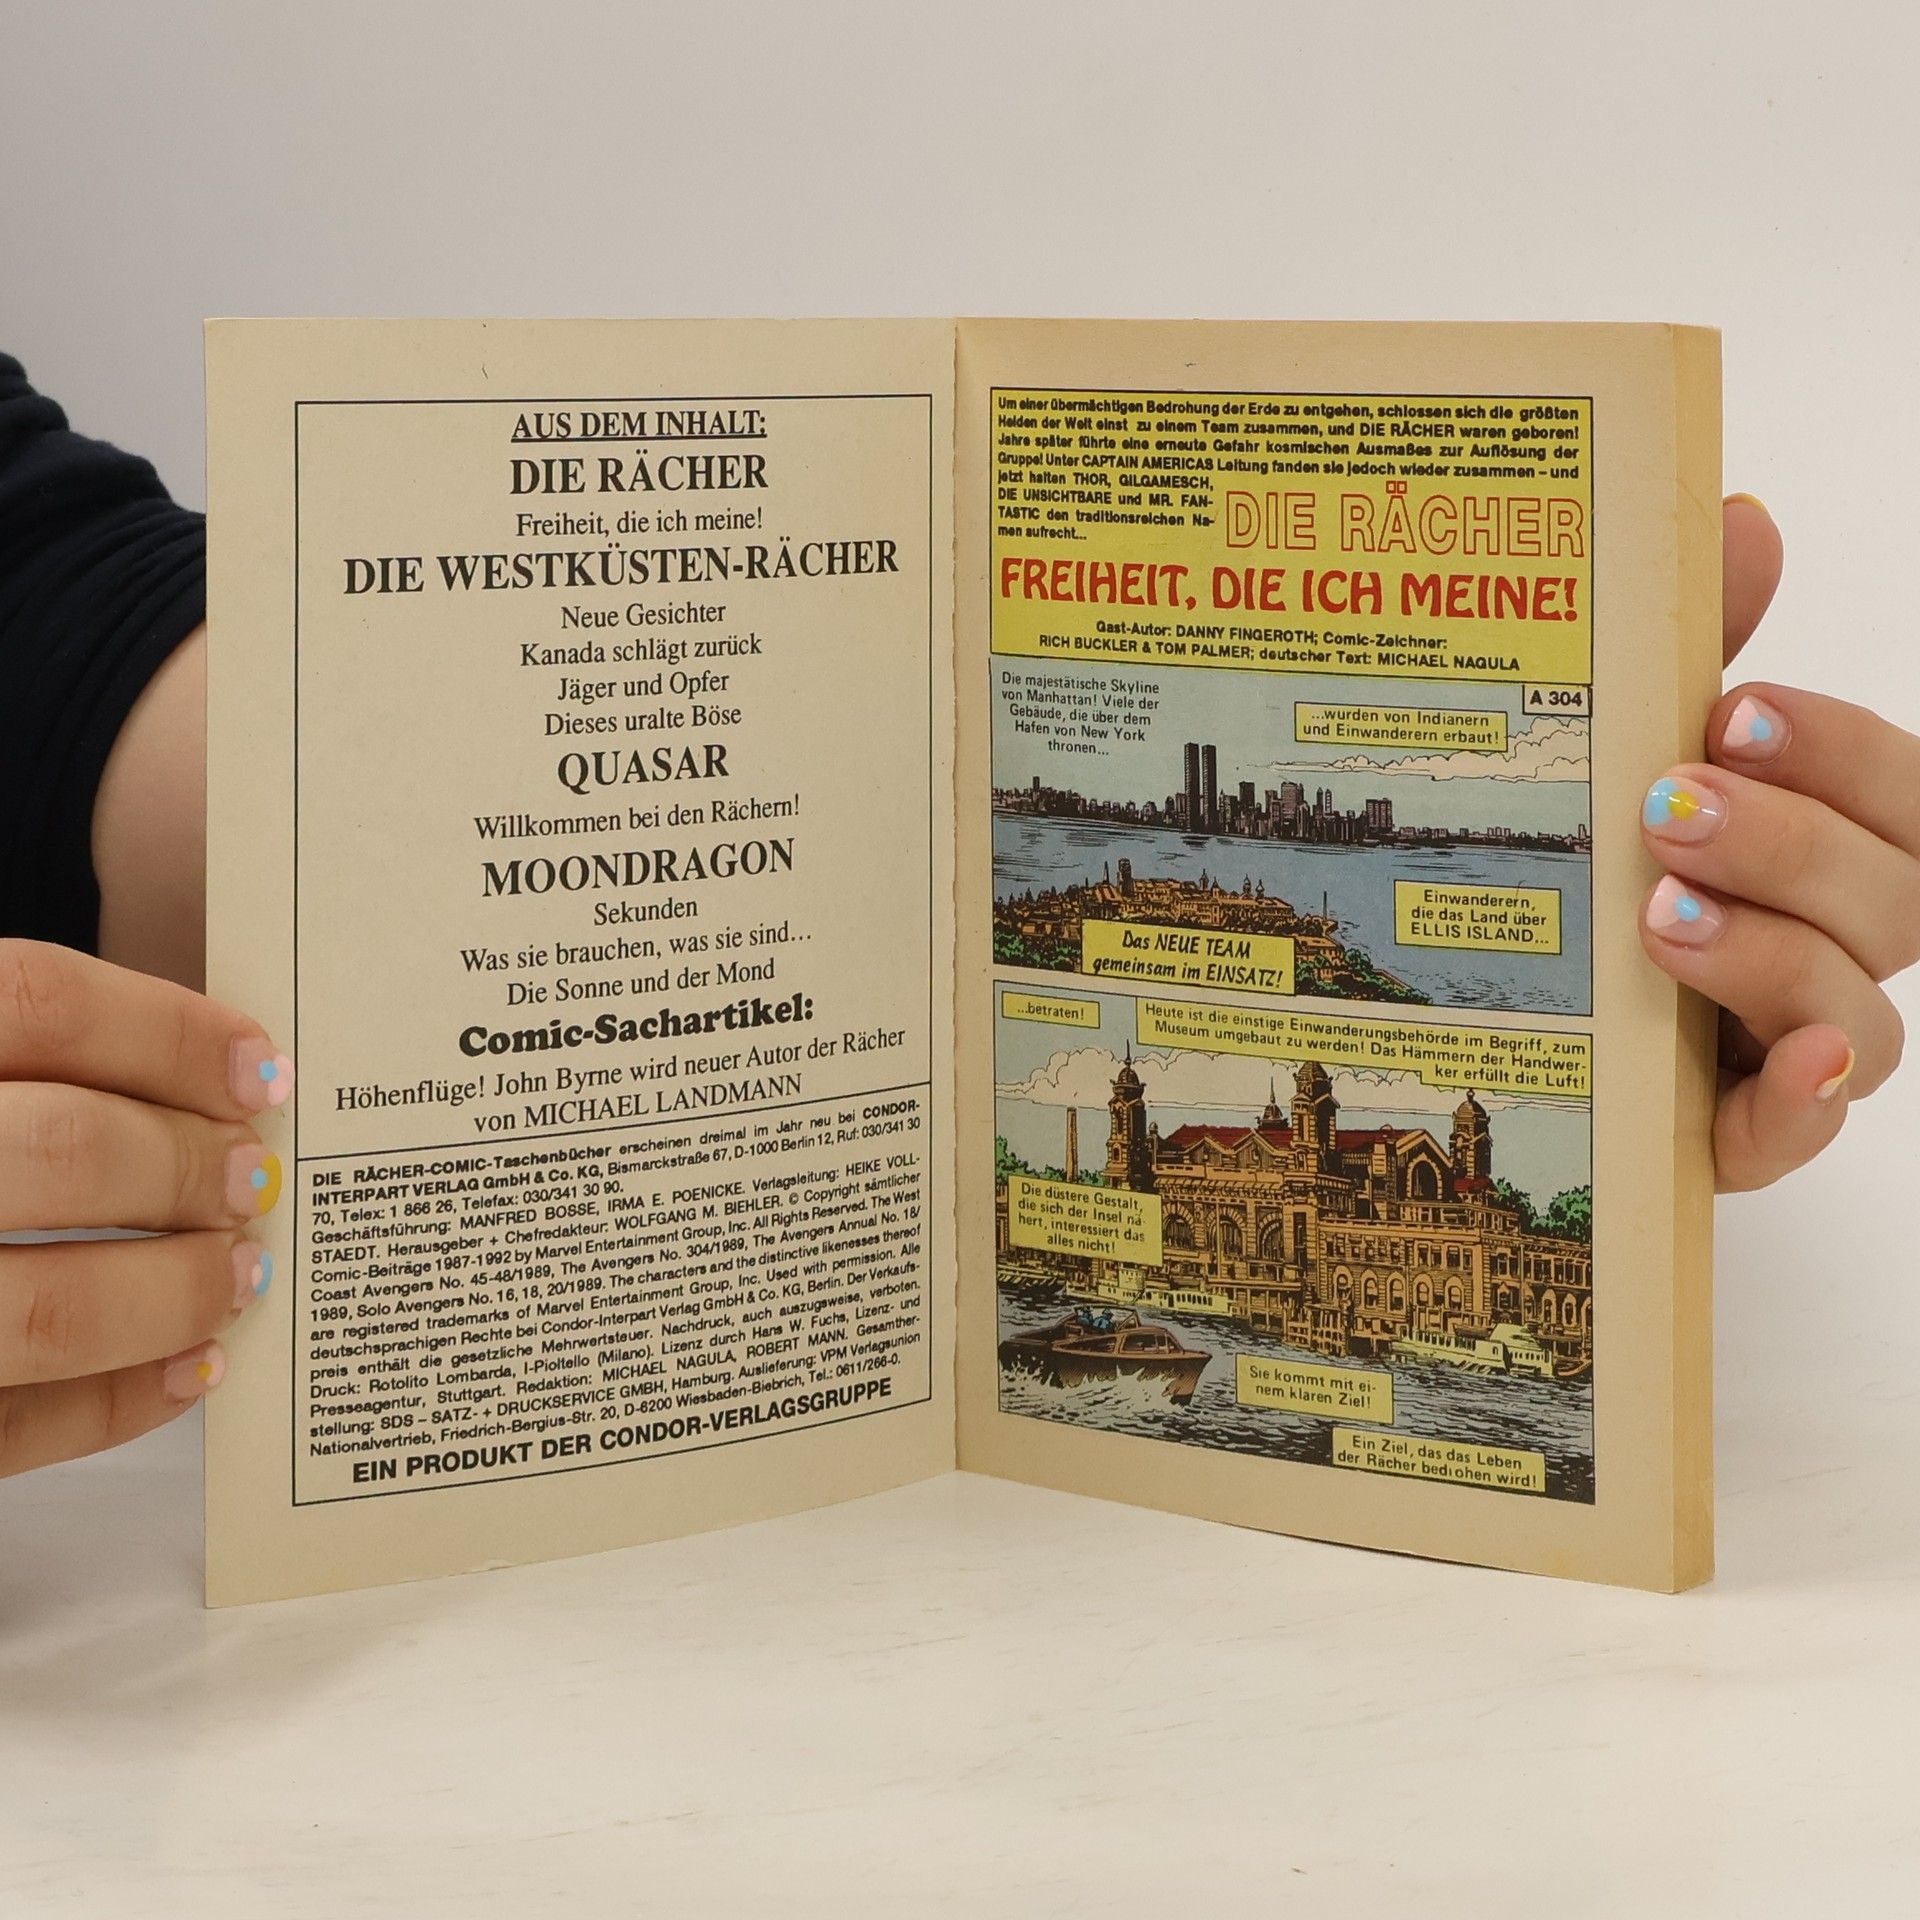 AUS DEM INHALT:
DIE RÄCHER
Freiheit, die ich meine!
DIE WESTKÜSTEN-RÄCHER
Neue Gesichter
Kanada schlägt zurück
Jäger und Opfer
Dieses uralte Böse
QUASAR
Willkommen bei den Rächern!
MOONDRAGON
Sekunden
Was sie brauchen, was sie sind...
Die Sonne und der Mond
Comic-Sachartikel:
Höhenflüge! John Byrne wird neuer Autor der Rächer
von MICHAEL LANDMANN
DIE RÄCHER-COMIC-Taschenbücher erscheinen dreimal im Jahr neu bei CONDOR-
INTERPART VERLAG GmbH & Co. KG, Bismarckstraße 67, D-1000 Berlin 12, Ruf: 030/341 30
70, Telex: 1 866 26, Telefax: 030/341 30 90.
Geschäftsführung: MANFRED BOSSE, IRMA E. POENICKE. Verlagsleitung: HEIKE VOLL-
STAEDT. Herausgeber + Chefredakteur: WOLFGANG M. BIEHLER. © Copyright sämtlicher
Comic-Beiträge 1987-1992 by Marvel Entertainment Group, Inc. All Rights Reserved. The West
Coast Avengers No. 45-48/1989, The Avengers No. 304/1989, The Avengers Annual No. 18/
1989, Solo Avengers No. 16, 18, 20/1989. The characters and the distinctive likenesses thereof
are registered trademarks of Marvel Entertainment Group, Inc. Used with permission. Alle
deutschsprachigen Rechte bei Condor-Interpart Verlag GmbH & Co. KG, Berlin. Der Verkaufs-
preis enthält die gesetzliche Mehrwertsteuer. Nachdruck, auch auszugsweise, verboten.
Druck: Rotolito Lombarda, I-Pioltello (Milano). Lizenz durch Hans W. Fuchs, Lizenz- und
Presseagentur, Stuttgart. Redaktion: MICHAEL NAGULA, ROBERT MANN. Gesamther-
stellung: SDS – SATZ- + DRUCKSERVICE GMBH, Hamburg. Auslieferung: VPM Verlagsunion
Nationalvertrieb, Friedrich-Bergius-Str. 20, D-6200 Wiesbaden-Biebrich, Tel.: 0611/266-0.
EIN PRODUKT DER CONDOR-VERLAGSGRUPPE
Um einer übermächtigen Bedrohung der Erde zu entgehen, schlossen sich die größten
Helden der Welt einst zu einem Team zusammen, und DIE RÄCHER waren geboren!
Jahre später führte eine erneute Gefahr kosmischen Ausmaßes zur Auflösung der
Gruppe! Unter CAPTAIN AMERICAS Leitung fanden sie jedoch wieder zusammen – und
jetzt halten THOR, GILGAMESCH,
DIE UNSICHTBARE und MR. FAN-
TASTIC den traditionsreichen Na-
men aufrecht...
DIE RÄCHER
FREIHEIT, DIE ICH MEINE!
Gast-Autor: DANNY FINGEROTH; Comic-Zeichner:
RICH BUCKLER & TOM PALMER; deutscher Text: MICHAEL NAGULA
A 304
Die majestätische Skyline
von Manhattan! Viele der
Gebäude, die über dem
Hafen von New York
thronen...
...wurden von Indianern
und Einwanderern erbaut!
Einwanderern,
die das Land über
ELLIS ISLAND...
Das NEUE TEAM
gemeinsam im EINSATZ!
...betraten!
Heute ist die einstige Einwanderungsbehörde im Begriff, zum
Museum umgebaut zu werden! Das Hämmern der Handwer-
ker erfüllt die Luft!
Die düstere Gestalt,
die sich der Insel nä-
hert, interessiert das
alles nicht!
Sie kommt mit ei-
nem klaren Ziel!
Ein Ziel, das das Leben
der Rächer bedrohen wird!